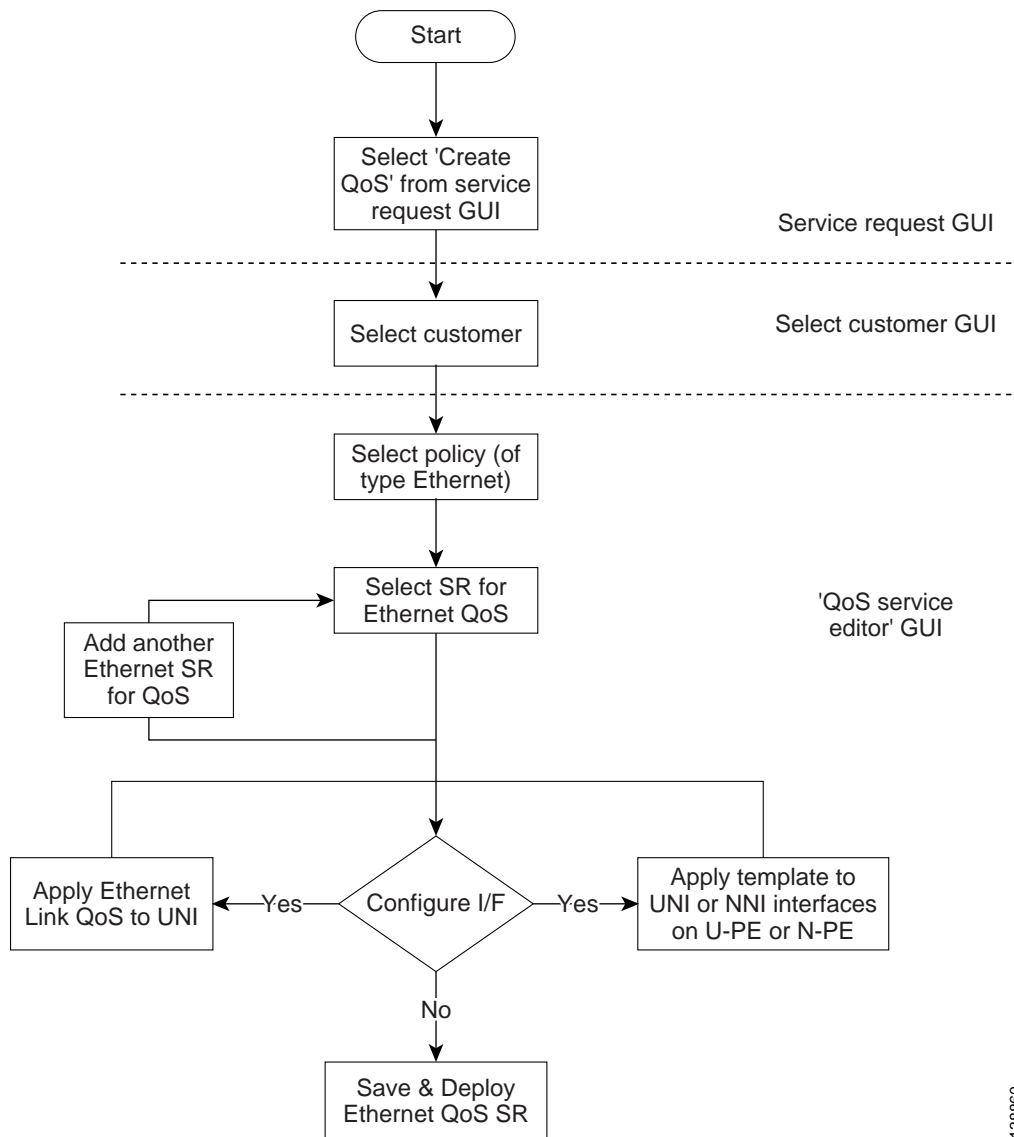 Start
Select 'Create
QoS' from service
request GUI
Service request GUI
Select customer
Select customer GUI
Select policy (of
type Ethernet)
Select SR for
Ethernet QoS
'QoS service
editor' GUI
Add another
Ethernet SR
for QoS
Apply Ethernet
Link QoS to UNI
Yes
Configure I/F
Yes
Apply template to
UNI or NNI interfaces
on U-PE or N-PE
No
Save & Deploy
Ethernet QoS SR